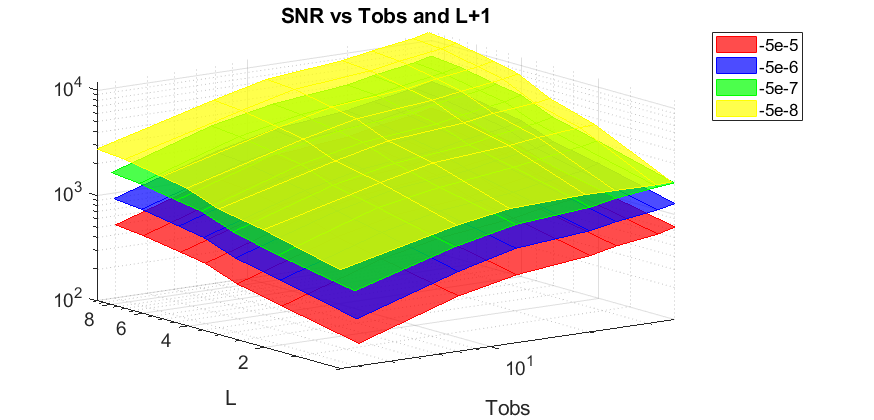 SNR vs Tobs and L+1
-5e-5
-5e-6
-5e-7
-5e-8
10^4
10^3
10^2
8
6
4
2
10^1
L
Tobs